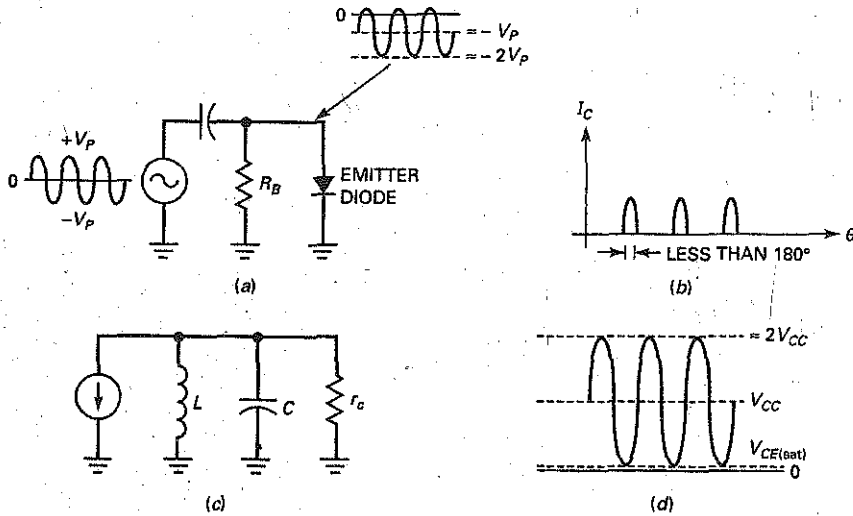 0
≈ - V_P
≈ - 2V_P
+V_P
0
-V_P
R_B
EMITTER
DIODE
(a)
I_C
θ
LESS THAN 180°
(b)
L
C
r_c
(c)
≈ 2V_CC
V_CC
V_CE(sat)
0
(d)